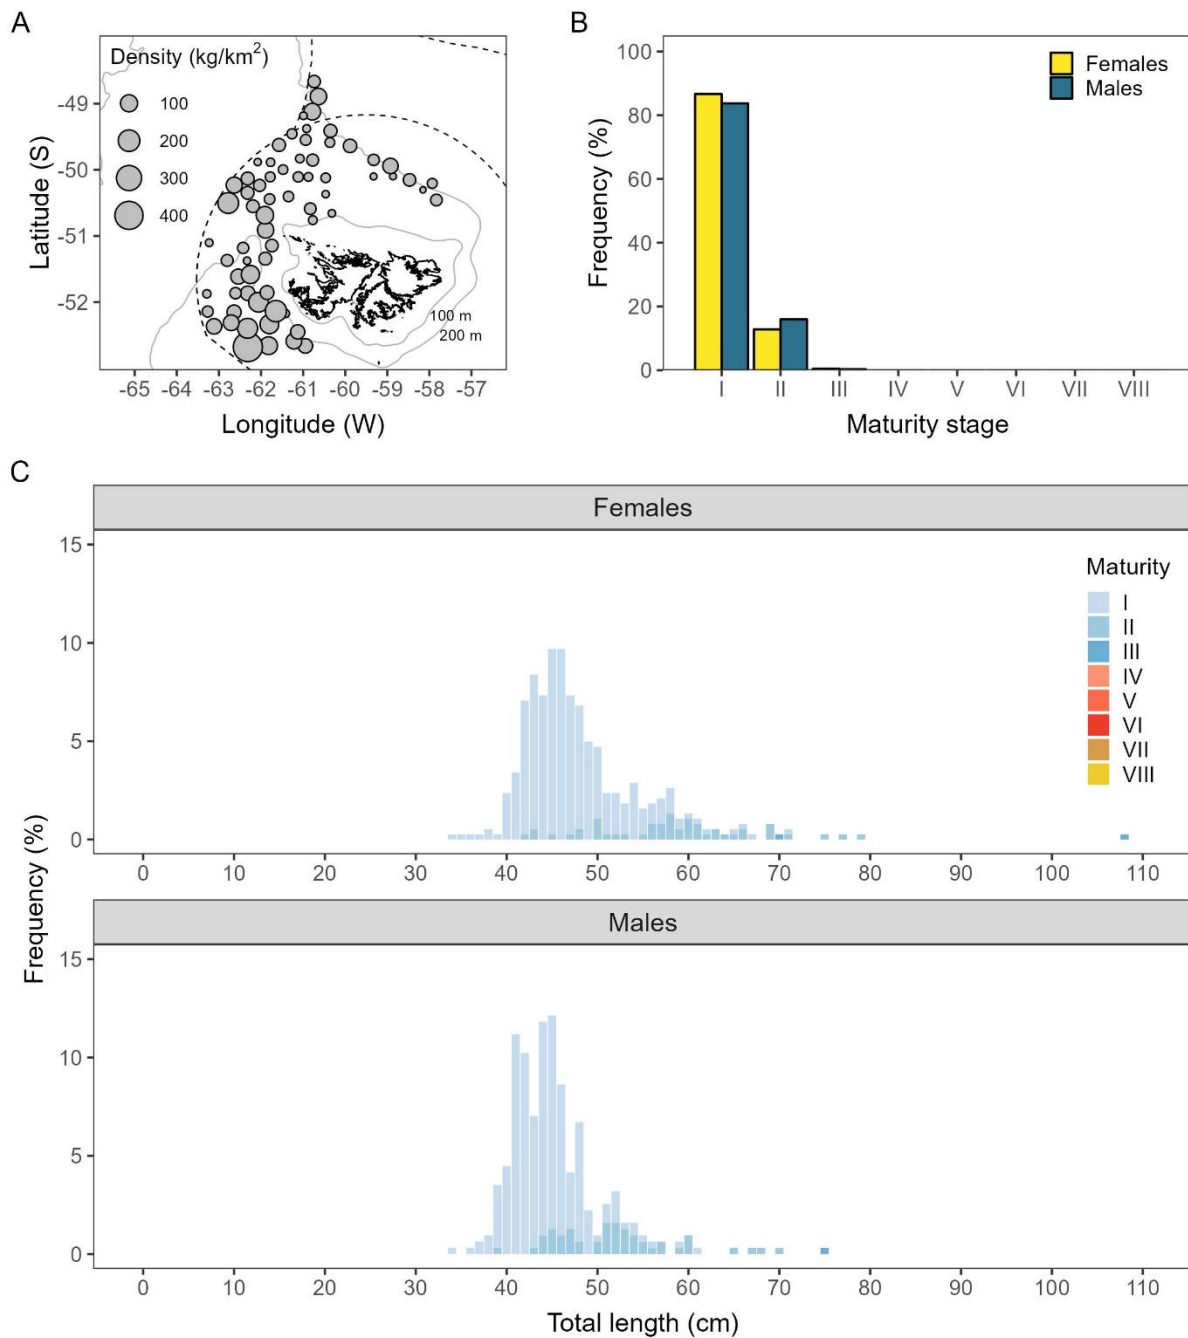 A
Density (kg/km²)
100
200
300
400
-49
-50
-51
-52
Latitude (S)
100 m
200 m
-65 -64 -63 -62 -61 -60 -59 -58 -57
Longitude (W)
B
100
80
60
40
20
0
Frequency (%)
Females
Males
I II III IV V VI VII VIII
Maturity stage
C
Females
15
10
5
0
Maturity
I
II
III
IV
V
VI
VII
VIII
0 10 20 30 40 50 60 70 80 90 100 110
Frequency (%)
Males
15
10
5
0
0 10 20 30 40 50 60 70 80 90 100 110
Total length (cm)